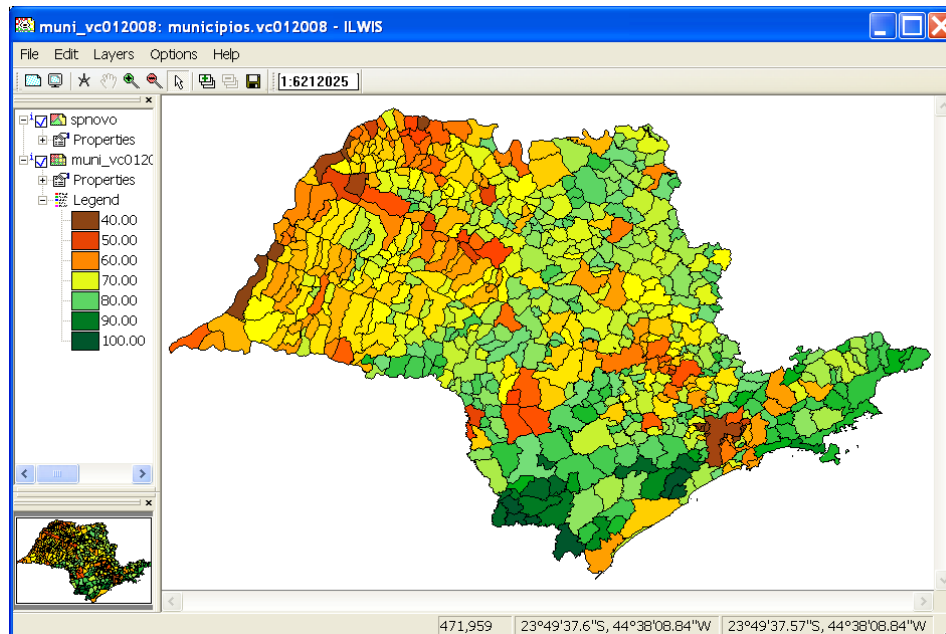 muni_vc012008: municipios.vc012008 - ILWIS
File Edit Layers Options Help
1:6212025
spnovo
Properties
muni_vc012(
Properties
Legend
40.00
50.00
60.00
70.00
80.00
90.00
100.00
471,959 23°49'37.6"S, 44°38'08.84"W 23°49'37.57"S, 44°38'08.84"W